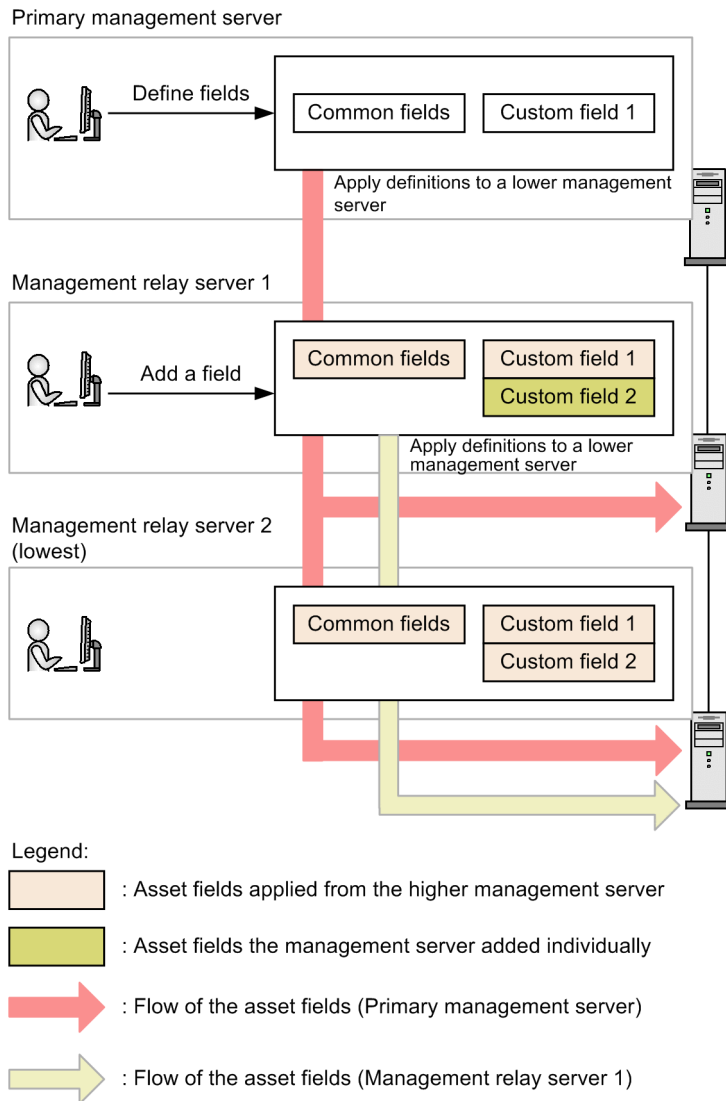 Primary management server
Define fields
Common fields
Custom field 1
Apply definitions to a lower management
server
Management relay server 1
Add a field
Common fields
Custom field 1
Custom field 2
Apply definitions to a lower
management server
Management relay server 2
(lowest)
Common fields
Custom field 1
Custom field 2
Legend:
: Asset fields applied from the higher management server
: Asset fields the management server added individually
: Flow of the asset fields (Primary management server)
: Flow of the asset fields (Management relay server 1)